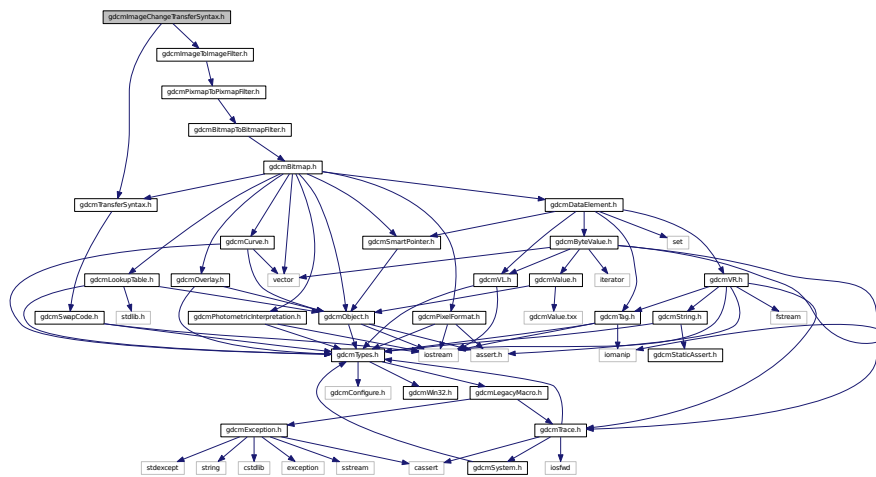 gdcmImageChangeTransferSyntax.h
gdcmImageToImageFilter.h
gdcmPixmapToPixmapFilter.h
gdcmBitmapToBitmapFilter.h
gdcmBitmap.h
gdcmTransferSyntax.h
gdcmDataElement.h
gdcmCurve.h
gdcmSmartPointer.h
gdcmByteValue.h
set
gdcmLookupTable.h
gdcmOverlay.h
vector
gdcmVL.h
gdcmValue.h
iterator
gdcmVR.h
gdcmSwapCode.h
stdlib.h
gdcmPhotometricInterpretation.h
gdcmObject.h
gdcmPixelFormat.h
gdcmValue.txx
gdcmTag.h
gdcmString.h
fstream
gdcmTypes.h
iostream
assert.h
iomanip
gdcmStaticAssert.h
gdcmConfigure.h
gdcmWin32.h
gdcmLegacyMacro.h
gdcmException.h
gdcmTrace.h
stdexcept
string
cstdlib
exception
sstream
cassert
gdcmSystem.h
iosfwd